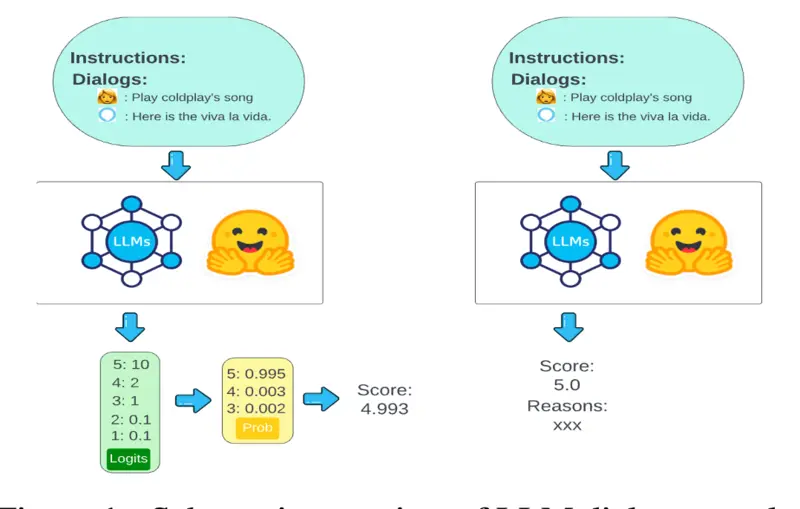 Instructions:
Dialogs:
: Play coldplay's song
: Here is the viva la vida.
LLMs
5: 10
4: 2
3: 1
2: 0.1
1: 0.1
Logits
5: 0.995
4: 0.003
3: 0.002
Prob
Score:
4.993
Instructions:
Dialogs:
: Play coldplay's song
: Here is the viva la vida.
LLMs
Score:
5.0
Reasons:
xxx